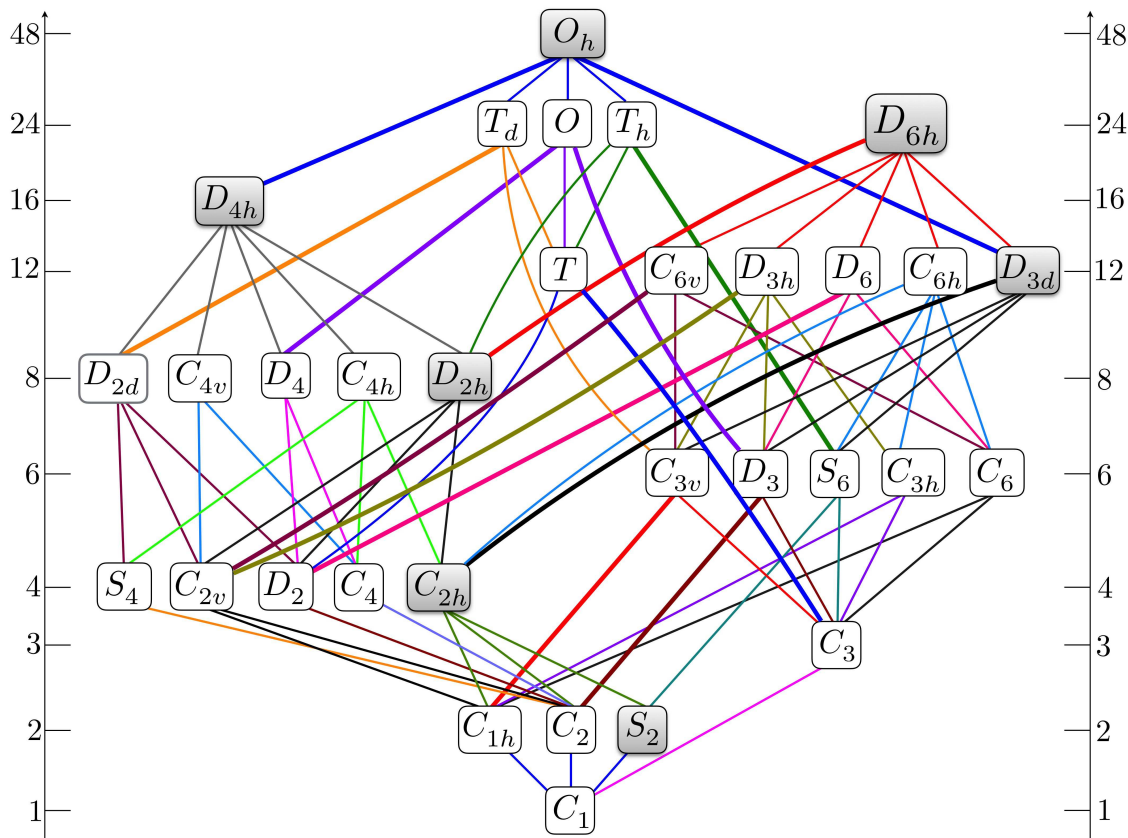 48 O_h 48
24 T_d O T_h D_{6h} 24
16 D_{4h} 16
12 T C_{6v} D_{3h} D_6 C_{6h} D_{3d} 12
8 D_{2d} C_{4v} D_4 C_{4h} D_{2h} 8
6 C_{3v} D_3 S_6 C_{3h} C_6 6
4 S_4 C_{2v} D_2 C_4 C_{2h} 4
3 C_3 3
2 C_{1h} C_2 S_2 2
1 C_1 1